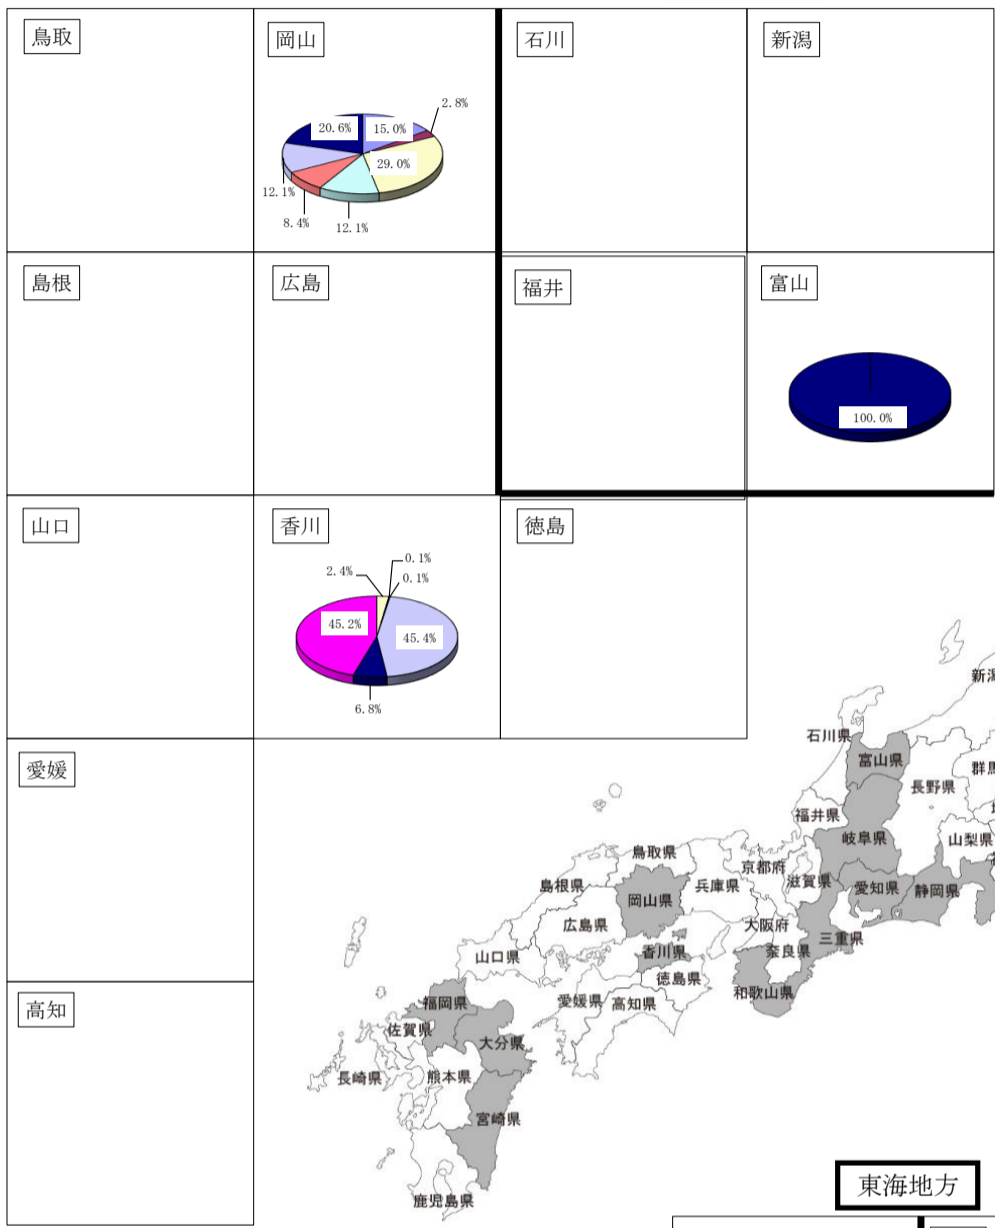 鳥取
岡山
石川
新潟
2.8%
20.6%
15.0%
29.0%
12.1%
8.4%
12.1%
島根
広島
福井
富山
100.0%
山口
香川
徳島
0.1%
2.4%
0.1%
45.2%
45.4%
6.8%
愛媛
高知
新潟
石川県
富山県
群馬
長野県
福井県
岐阜県
山梨県
鳥取県
京都府
滋賀県
島根県
兵庫県
愛知県
静岡県
岡山県
広島県
大阪府
三重県
香川県
奈良県
山口県
徳島県
和歌山県
愛媛県
高知県
福岡県
佐賀県
大分県
長崎県
熊本県
宮崎県
鹿児島県
東海地方